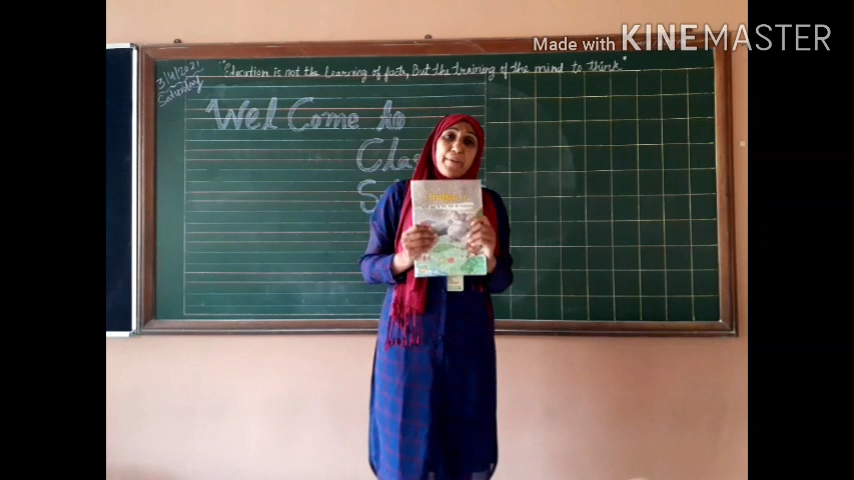 Made with KINEMASTER
3/4/2021
Saturday
"Education is not the learning of facts, But the training of the mind to think"
Wel Come to
Clas
S